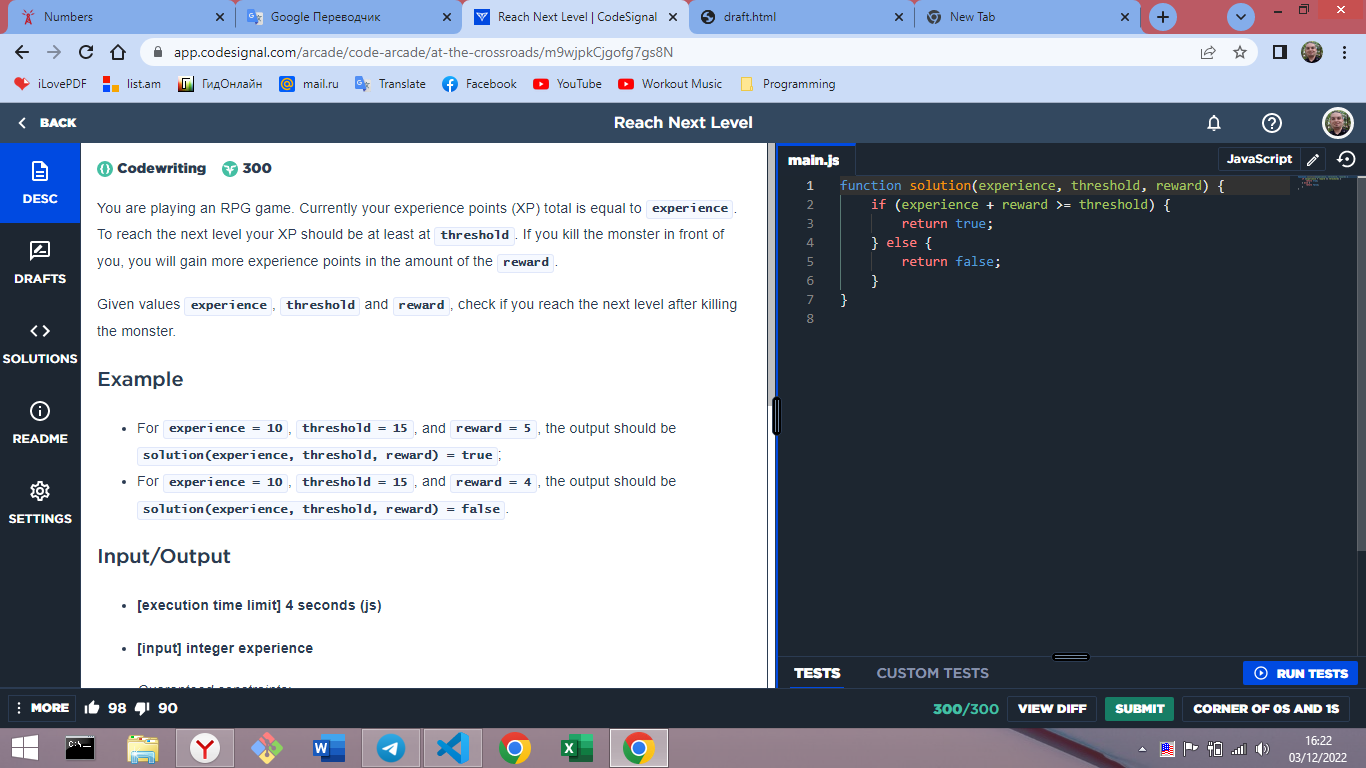 Numbers
Google Переводчик
Reach Next Level | CodeSignal
draft.html
New Tab
app.codesignal.com/arcade/code-arcade/at-the-crossroads/m9wjpkCjgofg7gs8N
iLovePDF
list.am
ГидОнлайн
mail.ru
Translate
Facebook
YouTube
Workout Music
Programming
BACK
Reach Next Level
DESC
DRAFTS
SOLUTIONS
README
SETTINGS
Codewriting 300
You are playing an RPG game. Currently your experience points (XP) total is equal to experience.
To reach the next level your XP should be at least at threshold. If you kill the monster in front of
you, you will gain more experience points in the amount of the reward.
Given values experience, threshold and reward, check if you reach the next level after killing
the monster.
Example
• For experience = 10, threshold = 15, and reward = 5, the output should be
solution(experience, threshold, reward) = true;
• For experience = 10, threshold = 15, and reward = 4, the output should be
solution(experience, threshold, reward) = false.
Input/Output
• [execution time limit] 4 seconds (js)
• [input] integer experience
Guaranteed constraints:
main.js
JavaScript
1 function solution(experience, threshold, reward) {
2 if (experience + reward >= threshold) {
3 return true;
4 } else {
5 return false;
6 }
7 }
8
TESTS
CUSTOM TESTS
RUN TESTS
MORE
98
90
300/300
VIEW DIFF
SUBMIT
CORNER OF 0S AND 1S
16:22
03/12/2022